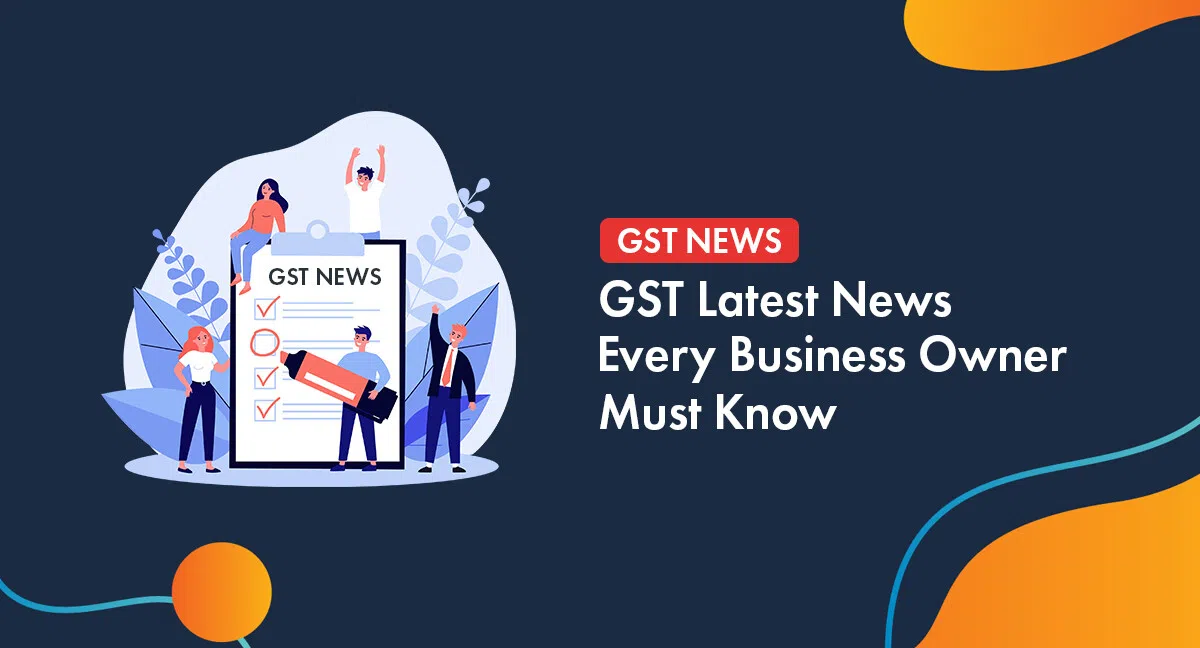 GST NEWS
GST NEWS
GST Latest News
Every Business Owner
Must Know